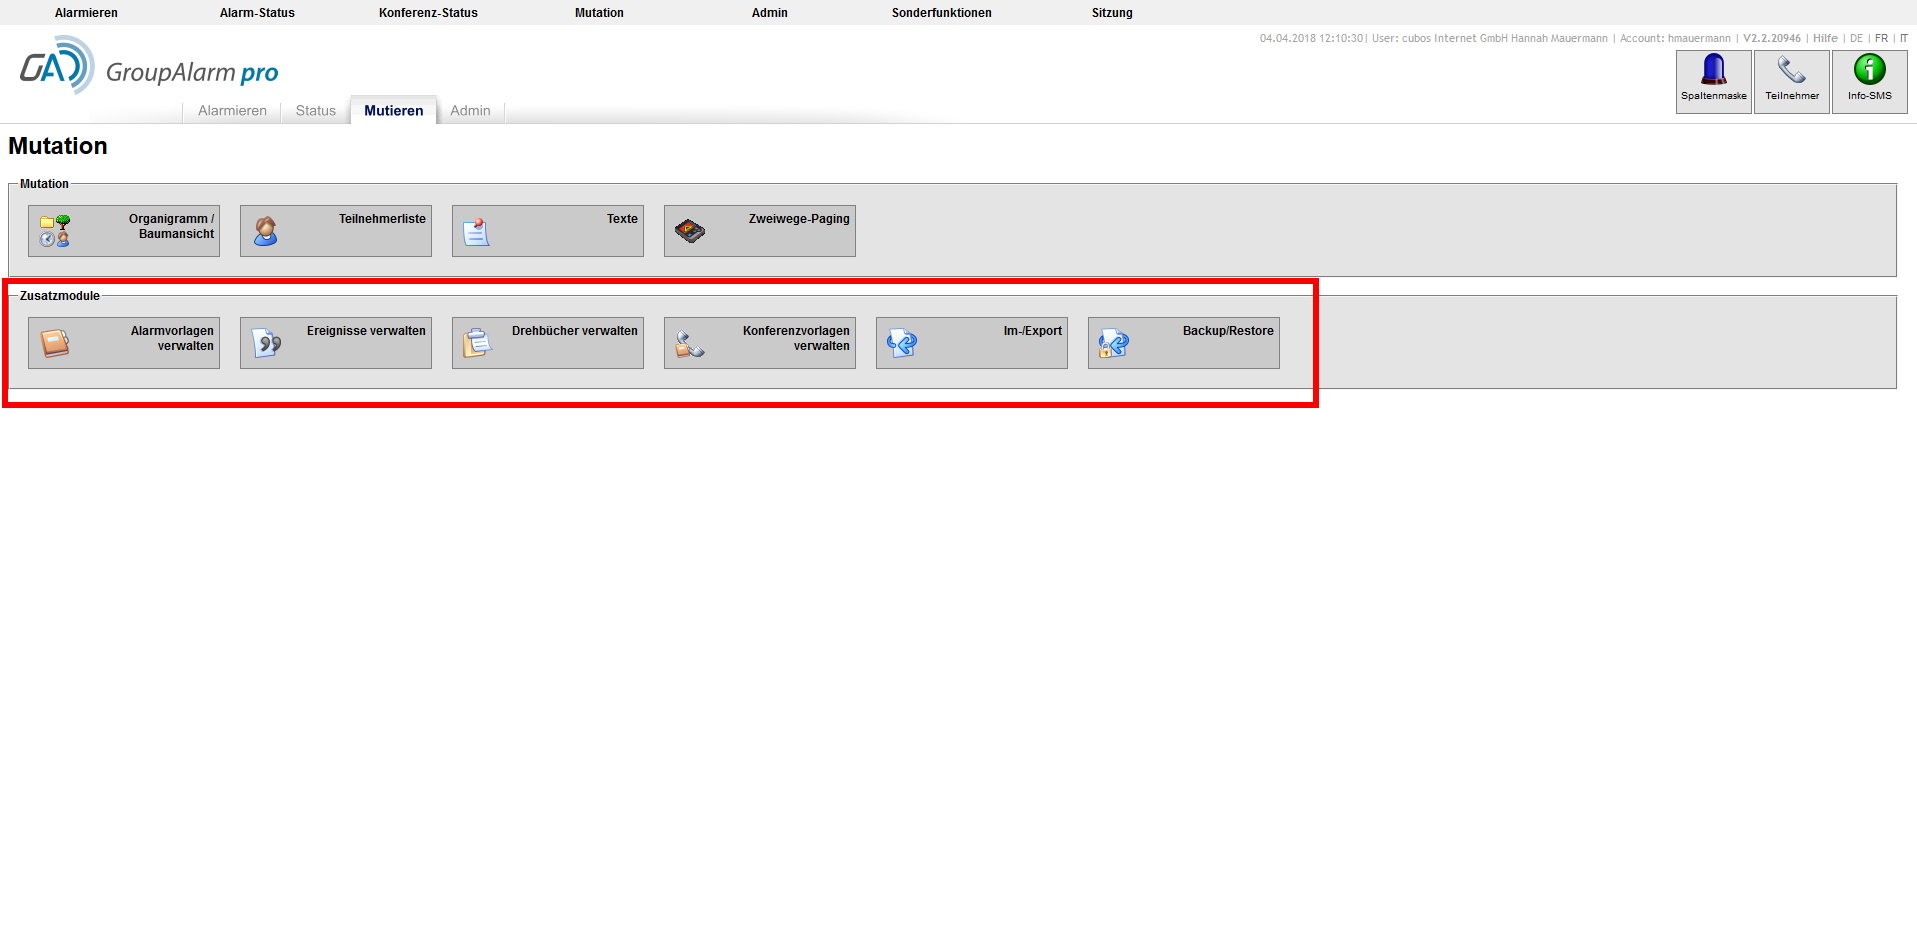 Alarmieren Alarm-Status Konferenz-Status Mutation Admin Sonderfunktionen Sitzung
04.04.2018 12:10:30| User: cubos Internet GmbH Hannah Mauermann | Account: hmauermann | V2.2.20946 | Hilfe | DE | FR | IT
GA GroupAlarm pro
Spaltenmaske Teilnehmer Info-SMS
Alarmieren Status Mutieren Admin
Mutation
Mutation
Organigramm / Baumansicht
Teilnehmerliste
Texte
Zweiwege-Paging
Zusatzmodule
Alarmvorlagen verwalten
Ereignisse verwalten
Drehbücher verwalten
Konferenzvorlagen verwalten
Im-/Export
Backup/Restore